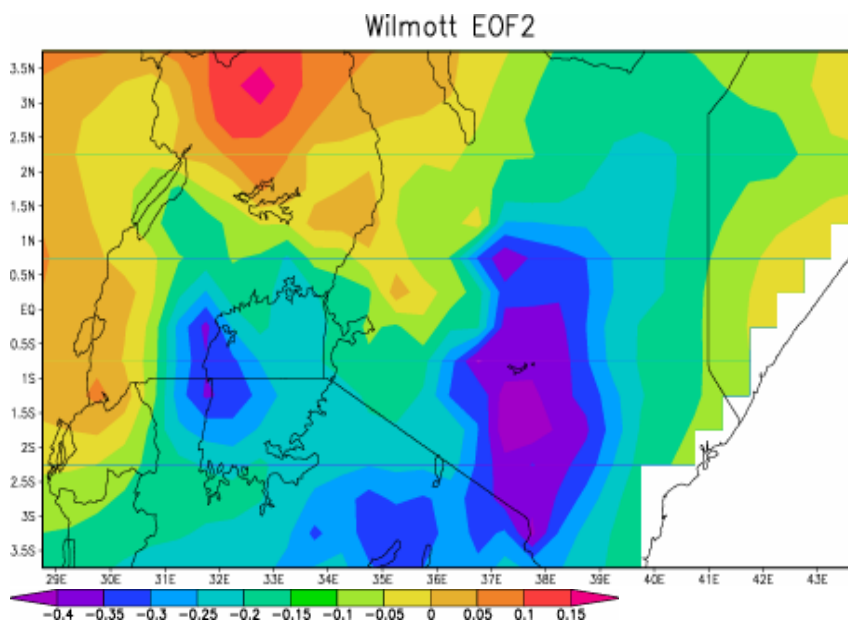 Wilmott EOF2
3.5N
3N
2.5N
2N
1.5N
1N
0.5N
EQ
0.5S
1S
1.5S
2S
2.5S
3S
3.5S
29E 30E 31E 32E 33E 34E 35E 36E 37E 38E 39E 40E 41E 42E 43E
-0.4 -0.35 -0.3 -0.25 -0.2 -0.15 -0.1 -0.05 0 0.05 0.1 0.15